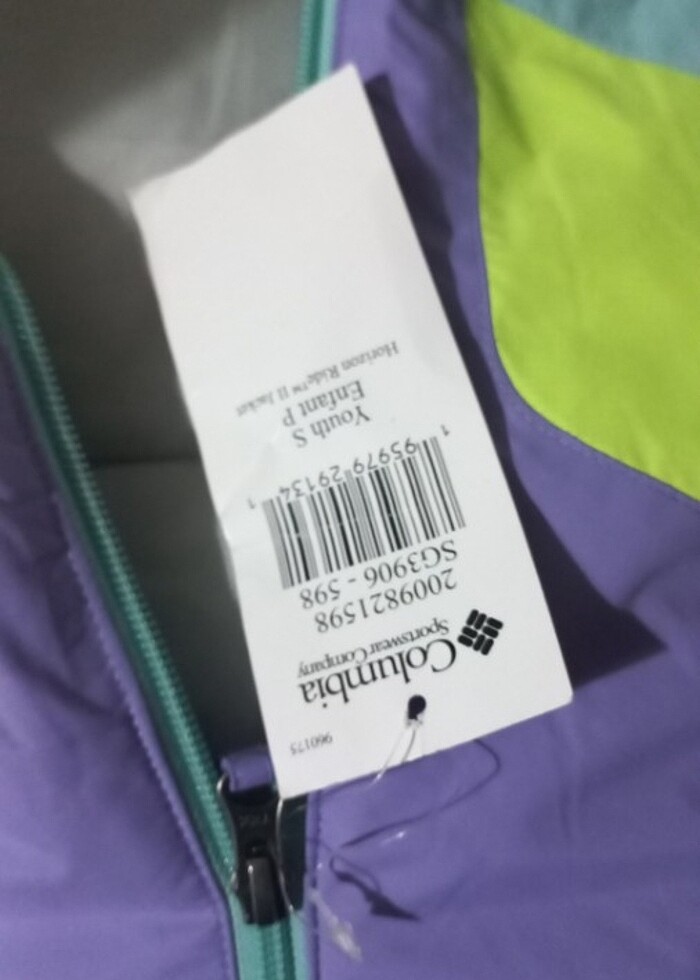 960175
Columbia
Sportswear Company
2009821598
SG3906 - 598
1 95979 29134 1
Youth S
Enfant P
Horizon Ride™ II Jacket